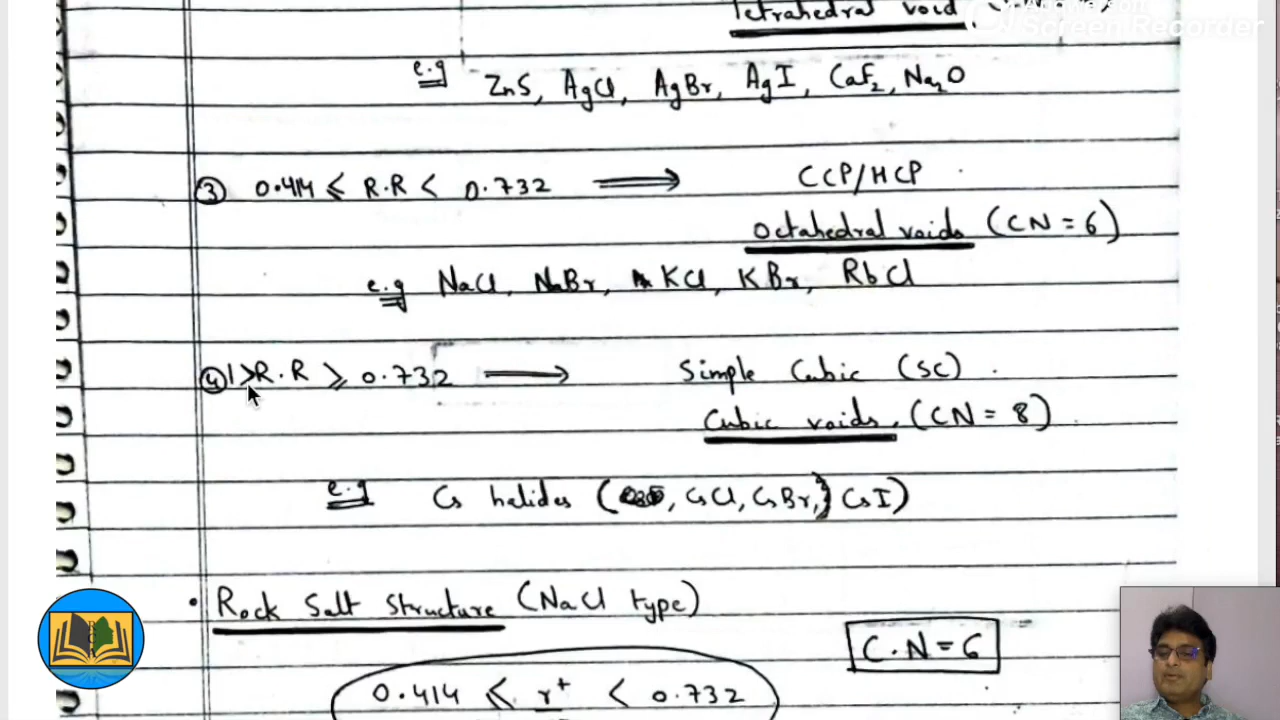 Screen Recorder
Tetrahedral void.
e.g ZnS, AgCl, AgBr, AgI, CaF₂, Na₂O
③ 0.414 ⩽ R.R < 0.732 ⟹ CCP/HCP
Octahedral voids (CN = 6)
e.g NaCl, NaBr, KCl, KBr, RbCl
④ 1>R.R ⩾ 0.732 ⟶ Simple Cubic (SC)
Cubic voids. (CN = 8)
e.g Cs halides ( , CsCl, CsBr, CsI)
• Rock Salt Structure (NaCl type)
C.N = 6
0.414 ⩽ r⁺ < 0.732